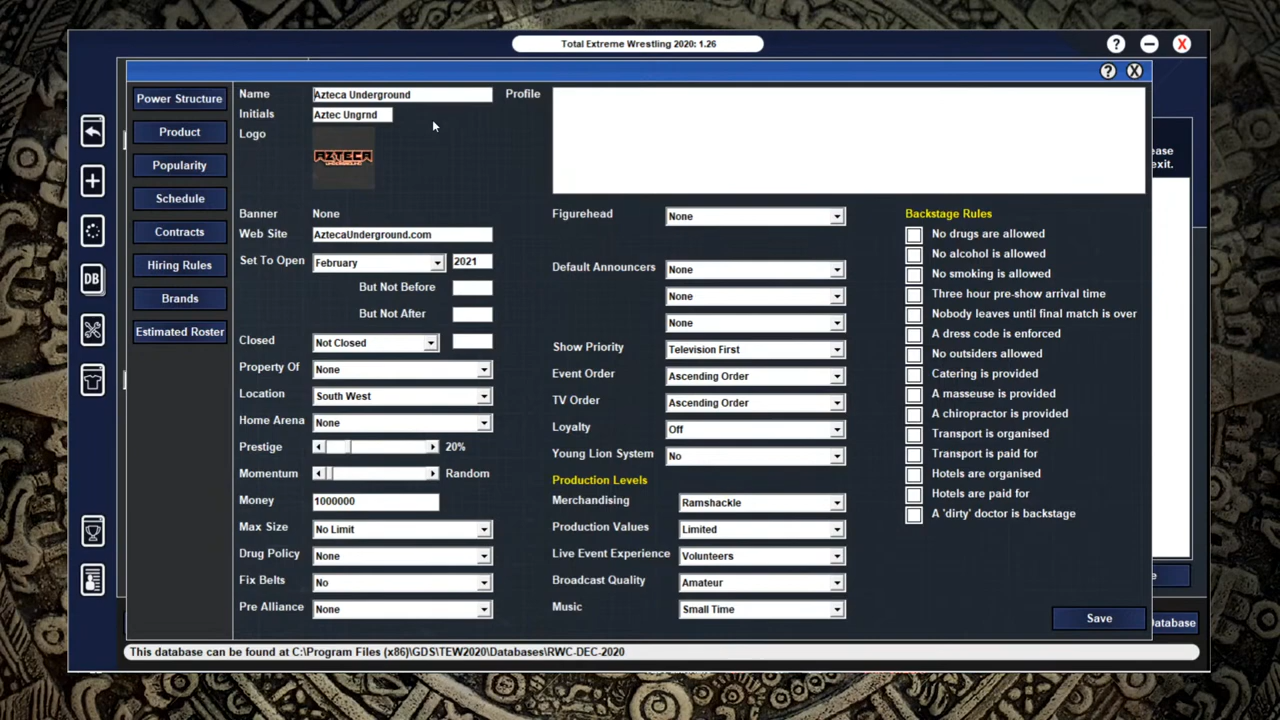 Total Extreme Wrestling 2020: 1.26
? X
? X
Power Structure
Product
Popularity
Schedule
Contracts
Hiring Rules
Brands
Estimated Roster
DB
Name Azteca Underground
Initials Aztec Ungrnd
Logo AZTECA
UNDERGROUND
Banner None
Web Site AztecaUnderground.com
Set To Open February 2021
But Not Before
But Not After
Closed Not Closed
Property Of None
Location South West
Home Arena None
Prestige 20%
Momentum Random
Money 1000000
Max Size No Limit
Drug Policy None
Fix Belts No
Pre Alliance None
Profile
Figurehead None
Default Announcers None
None
None
Show Priority Television First
Event Order Ascending Order
TV Order Ascending Order
Loyalty Off
Young Lion System No
Production Levels
Merchandising Ramshackle
Production Values Limited
Live Event Experience Volunteers
Broadcast Quality Amateur
Music Small Time
Backstage Rules
No drugs are allowed
No alcohol is allowed
No smoking is allowed
Three hour pre-show arrival time
Nobody leaves until final match is over
A dress code is enforced
No outsiders allowed
Catering is provided
A masseuse is provided
A chiropractor is provided
Transport is organised
Transport is paid for
Hotels are organised
Hotels are paid for
A 'dirty' doctor is backstage
Save
ease
exit.
e
atabase
This database can be found at C:\Program Files (x86)\GDS\TEW2020\Databases\RWC-DEC-2020